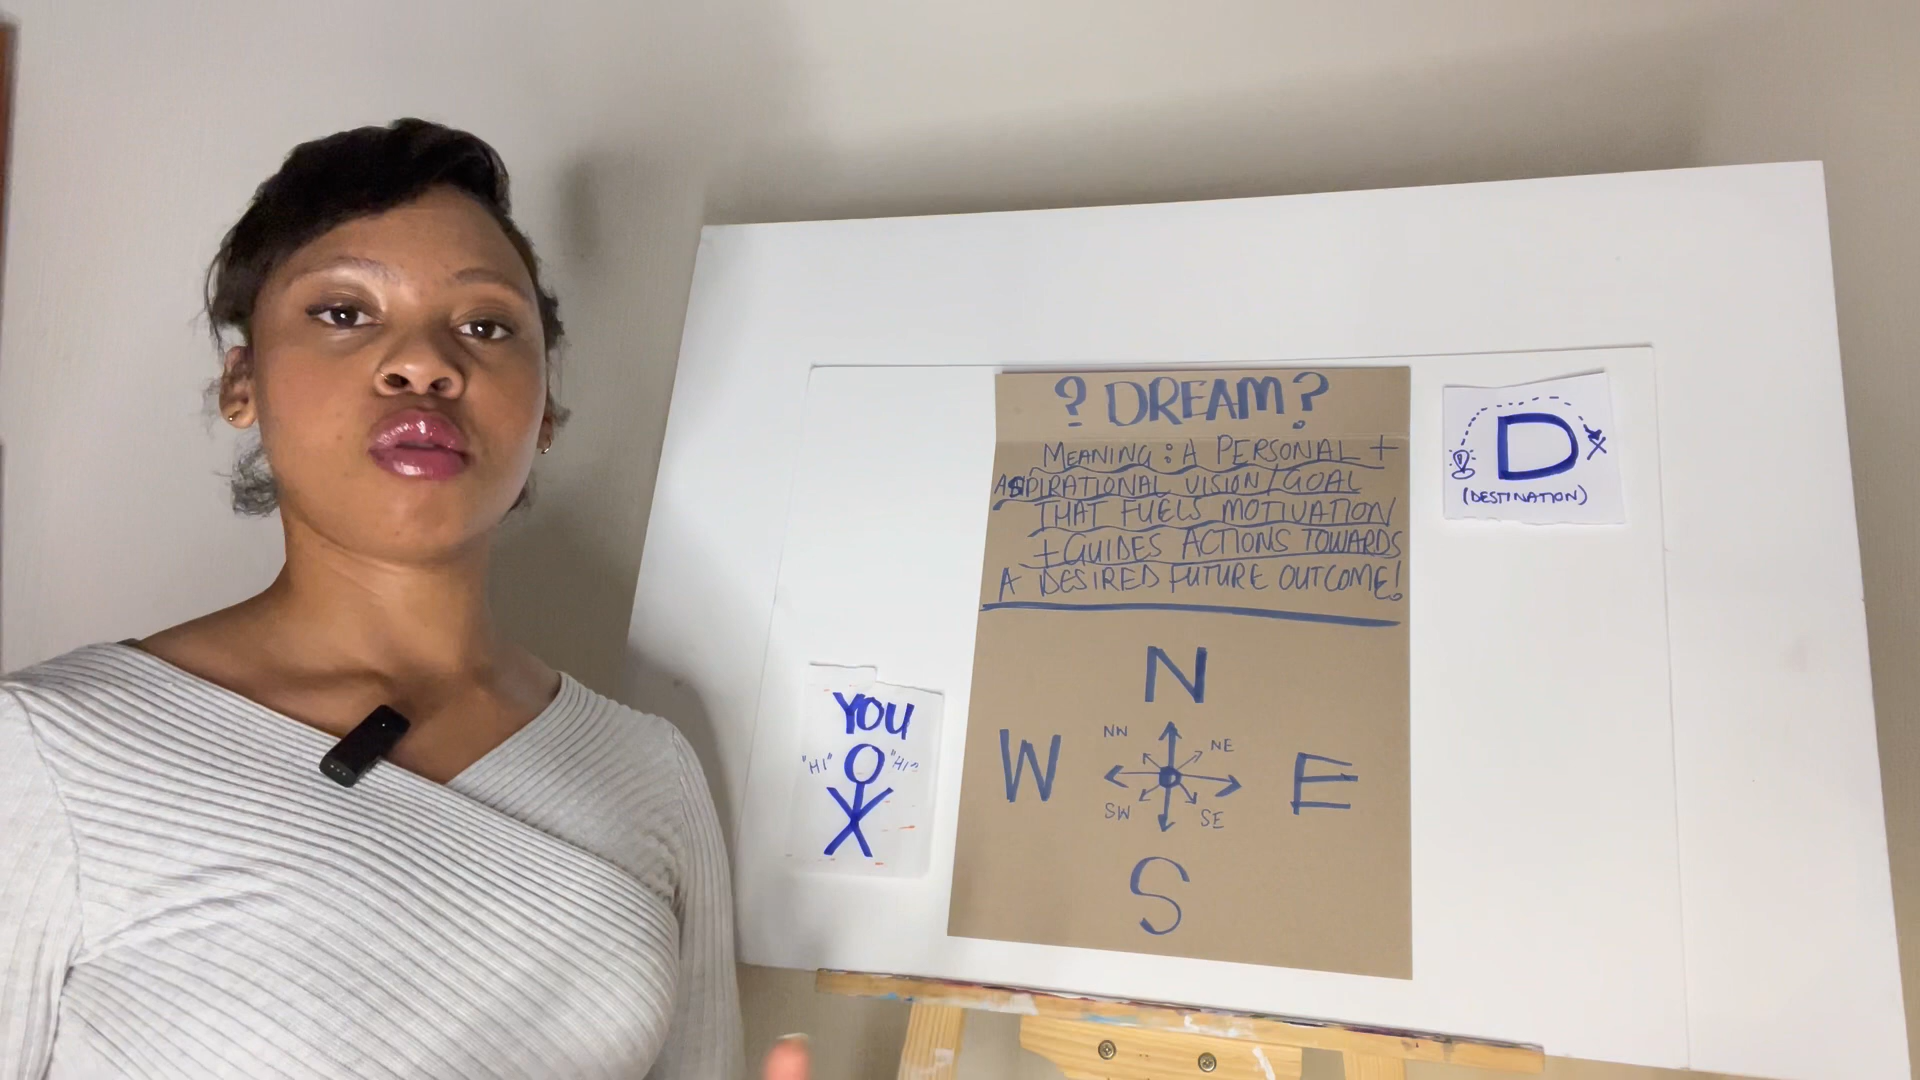 ? DREAM?
MEANING : A PERSONAL +
ASPIRATIONAL VISION/GOAL
THAT FUELS MOTIVATION
+ GUIDES ACTIONS TOWARDS
A DESIRED FUTURE OUTCOME!
N
NW NE
W E
SW SE
S
YOU
"HI" "HI"
D X
(DESTINATION)